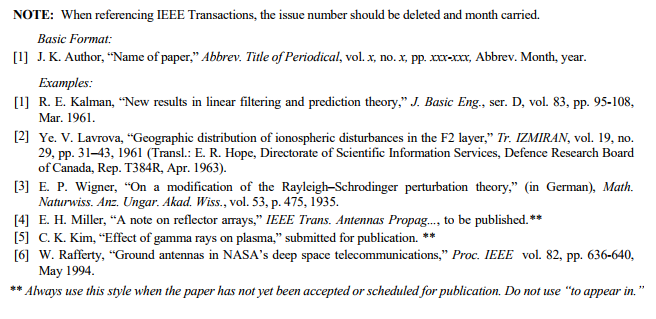 NOTE: When referencing IEEE Transactions, the issue number should be deleted and month carried.
Basic Format:
[1] J. K. Author, “Name of paper,” Abbrev. Title of Periodical, vol. x, no. x, pp. xxx-xxx, Abbrev. Month, year.
Examples:
[1] R. E. Kalman, “New results in linear filtering and prediction theory,” J. Basic Eng., ser. D, vol. 83, pp. 95-108,
Mar. 1961.
[2] Ye. V. Lavrova, “Geographic distribution of ionospheric disturbances in the F2 layer,” Tr. IZMIRAN, vol. 19, no.
29, pp. 31–43, 1961 (Transl.: E. R. Hope, Directorate of Scientific Information Services, Defence Research Board
of Canada, Rep. T384R, Apr. 1963).
[3] E. P. Wigner, “On a modification of the Rayleigh–Schrodinger perturbation theory,” (in German), Math.
Naturwiss. Anz. Ungar. Akad. Wiss., vol. 53, p. 475, 1935.
[4] E. H. Miller, “A note on reflector arrays,” IEEE Trans. Antennas Propag..., to be published.**
[5] C. K. Kim, “Effect of gamma rays on plasma,” submitted for publication. **
[6] W. Rafferty, “Ground antennas in NASA’s deep space telecommunications,” Proc. IEEE vol. 82, pp. 636-640,
May 1994.
** Always use this style when the paper has not yet been accepted or scheduled for publication. Do not use “to appear in.”